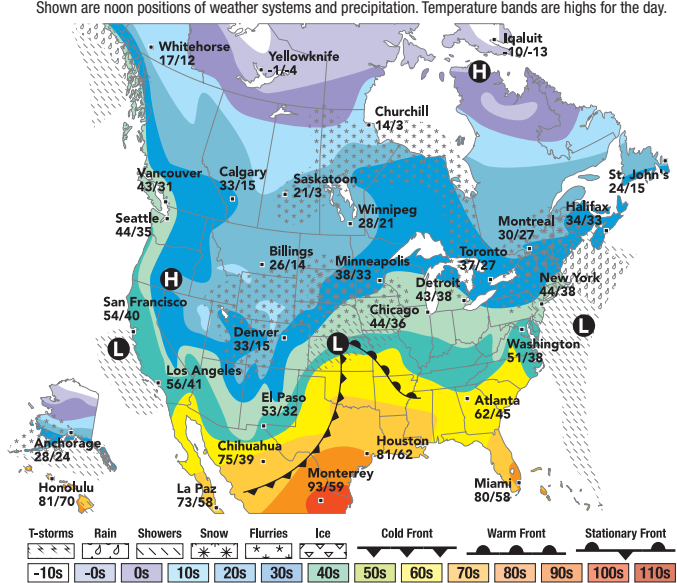 Shown are noon positions of weather systems and precipitation. Temperature bands are highs for the day.
Whitehorse
17/12
Yellowknife
-1/-4
Iqaluit
-10/-13
H
Churchill
14/3
Vancouver
43/31
Calgary
33/15
Saskatoon
21/3
St. John's
24/15
Seattle
44/35
Winnipeg
28/21
Halifax
34/33
Montreal
30/27
Billings
26/14
Minneapolis
38/33
Toronto
37/27
H
Detroit
43/38
New York
44/38
San Francisco
54/40
Chicago
44/36
L
Denver
33/15
L
L
Washington
51/38
Los Angeles
56/41
El Paso
53/32
Atlanta
62/45
Anchorage
28/24
Chihuahua
75/39
Houston
81/62
Honolulu
81/70
La Paz
73/58
Monterrey
93/59
Miami
80/58
T-storms Rain Showers Snow Flurries Ice Cold Front Warm Front Stationary Front
-10s -0s 0s 10s 20s 30s 40s 50s 60s 70s 80s 90s 100s 110s